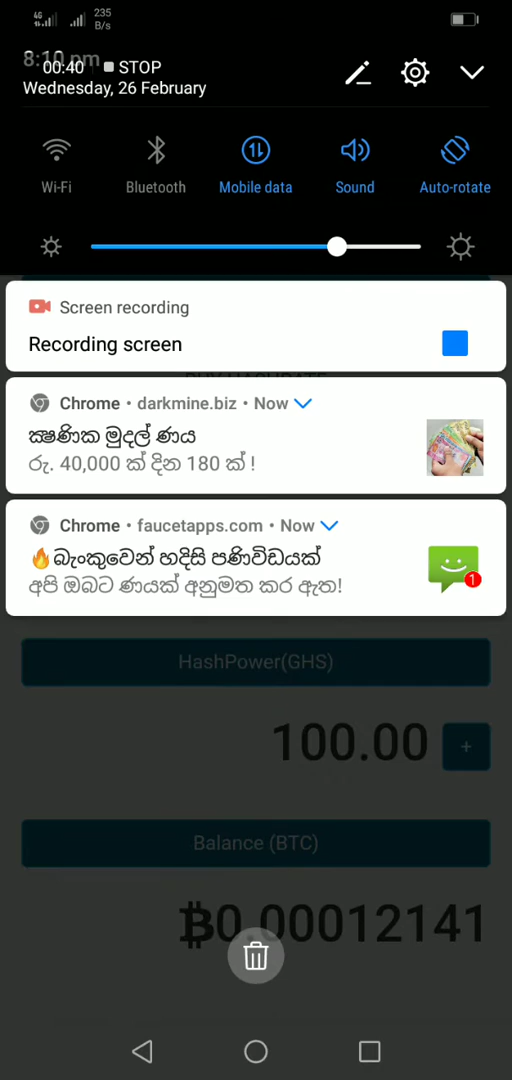 4G 235 B/s
8:10 pm
00:40 STOP
Wednesday, 26 February
Wi-Fi Bluetooth Mobile data Sound Auto-rotate
Screen recording
Recording screen
Chrome • darkmine.biz • Now
ක්‍ෂණික මුදල් ණය
රු. 40,000 ක් දින 180 ක් !
Chrome • faucetapps.com • Now
🔥බැංකුවෙන් හදිසි පණිවිඩයක්
1
අපි ඔබට ණයක් අනුමත කර ඇත!
HashPower(GHS)
100.00 +
Balance (BTC)
₿0.00012141